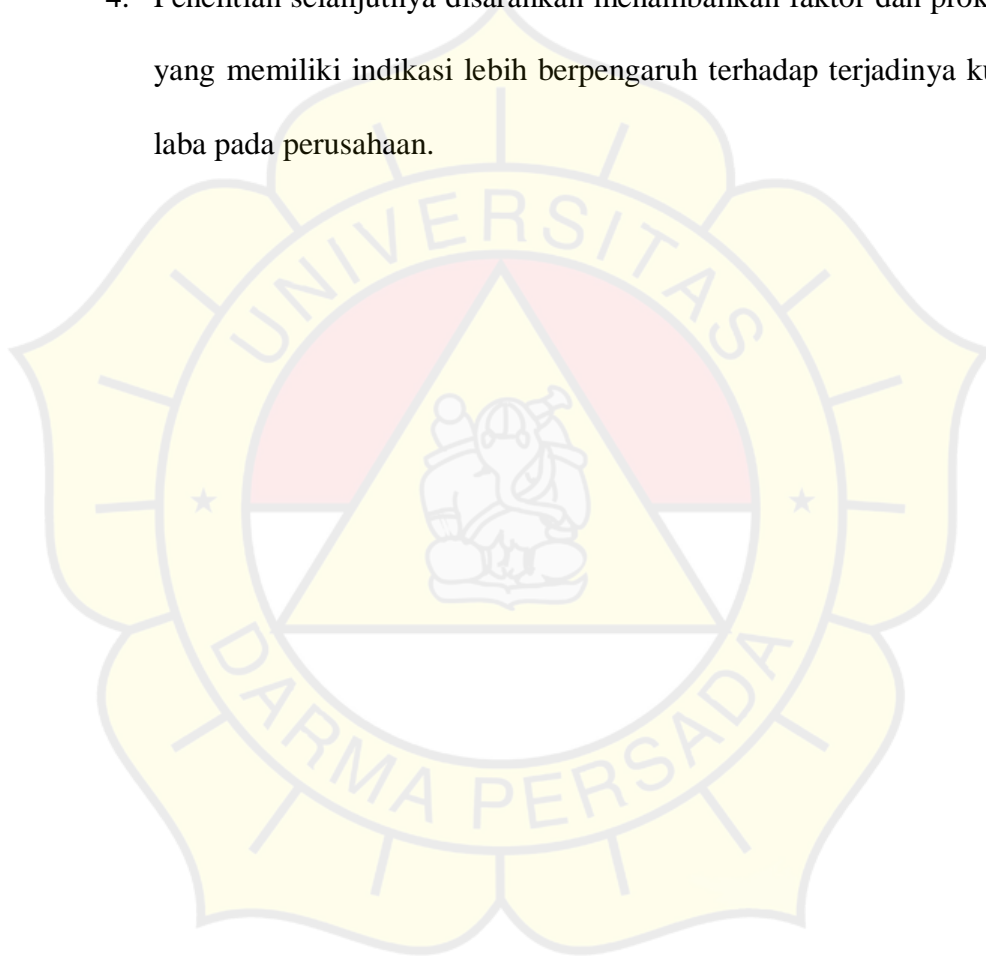 4. Penelitian selanjutnya disarankan menambahkan faktor dan
yang memiliki indikasi lebih berpengaruh terhadap terjadinya
laba pada perusahaan.
UNIVERSITAS
DARMA PERSADA